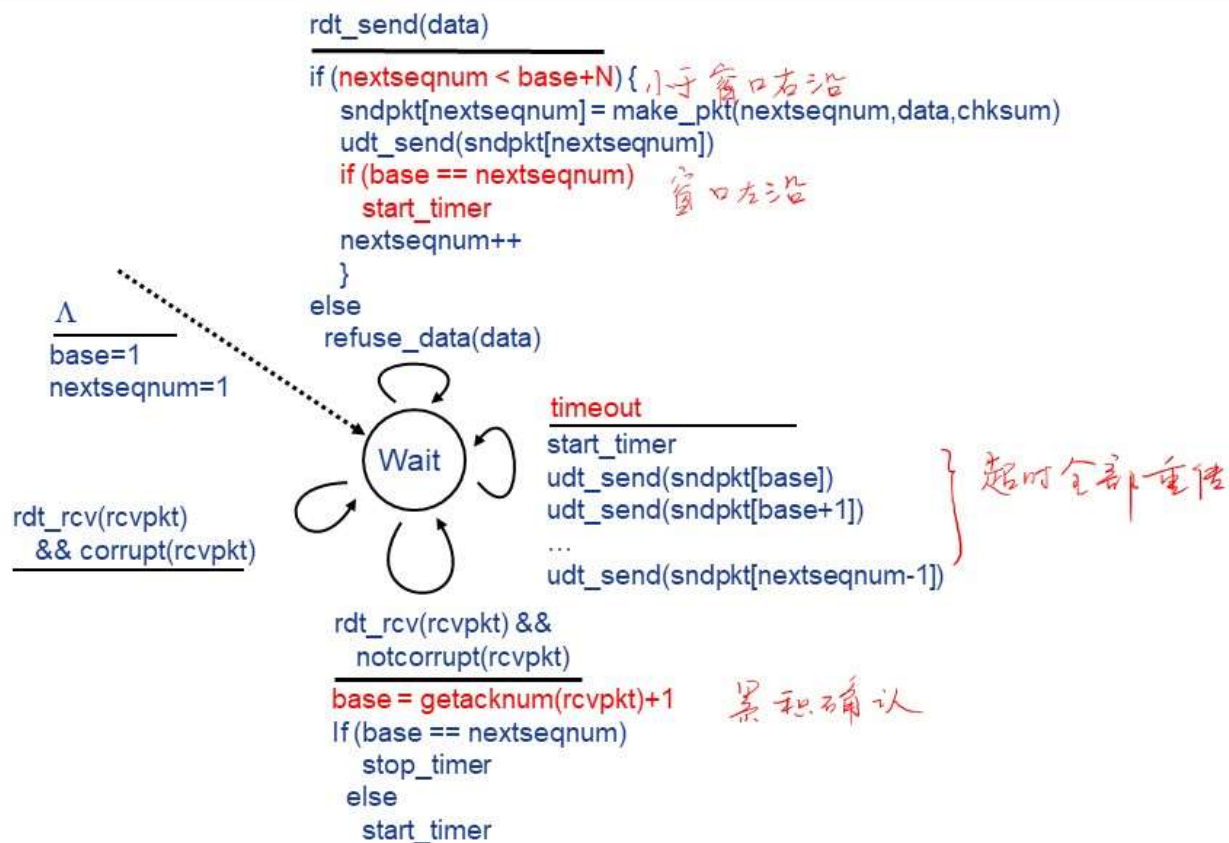 rdt_send(data)
if (nextseqnum < base+N) { 小于窗口右沿
sndpkt[nextseqnum] = make_pkt(nextseqnum,data,chksum)
udt_send(sndpkt[nextseqnum])
if (base == nextseqnum) 窗口左沿
start_timer
nextseqnum++
}
else
refuse_data(data)
Λ
base=1
nextseqnum=1
Wait
timeout
start_timer
udt_send(sndpkt[base])
udt_send(sndpkt[base+1])
…
udt_send(sndpkt[nextseqnum-1])
超时全部重传
rdt_rcv(rcvpkt)
&& corrupt(rcvpkt)
rdt_rcv(rcvpkt) &&
notcorrupt(rcvpkt)
base = getacknum(rcvpkt)+1 累积确认
If (base == nextseqnum)
stop_timer
else
start_timer